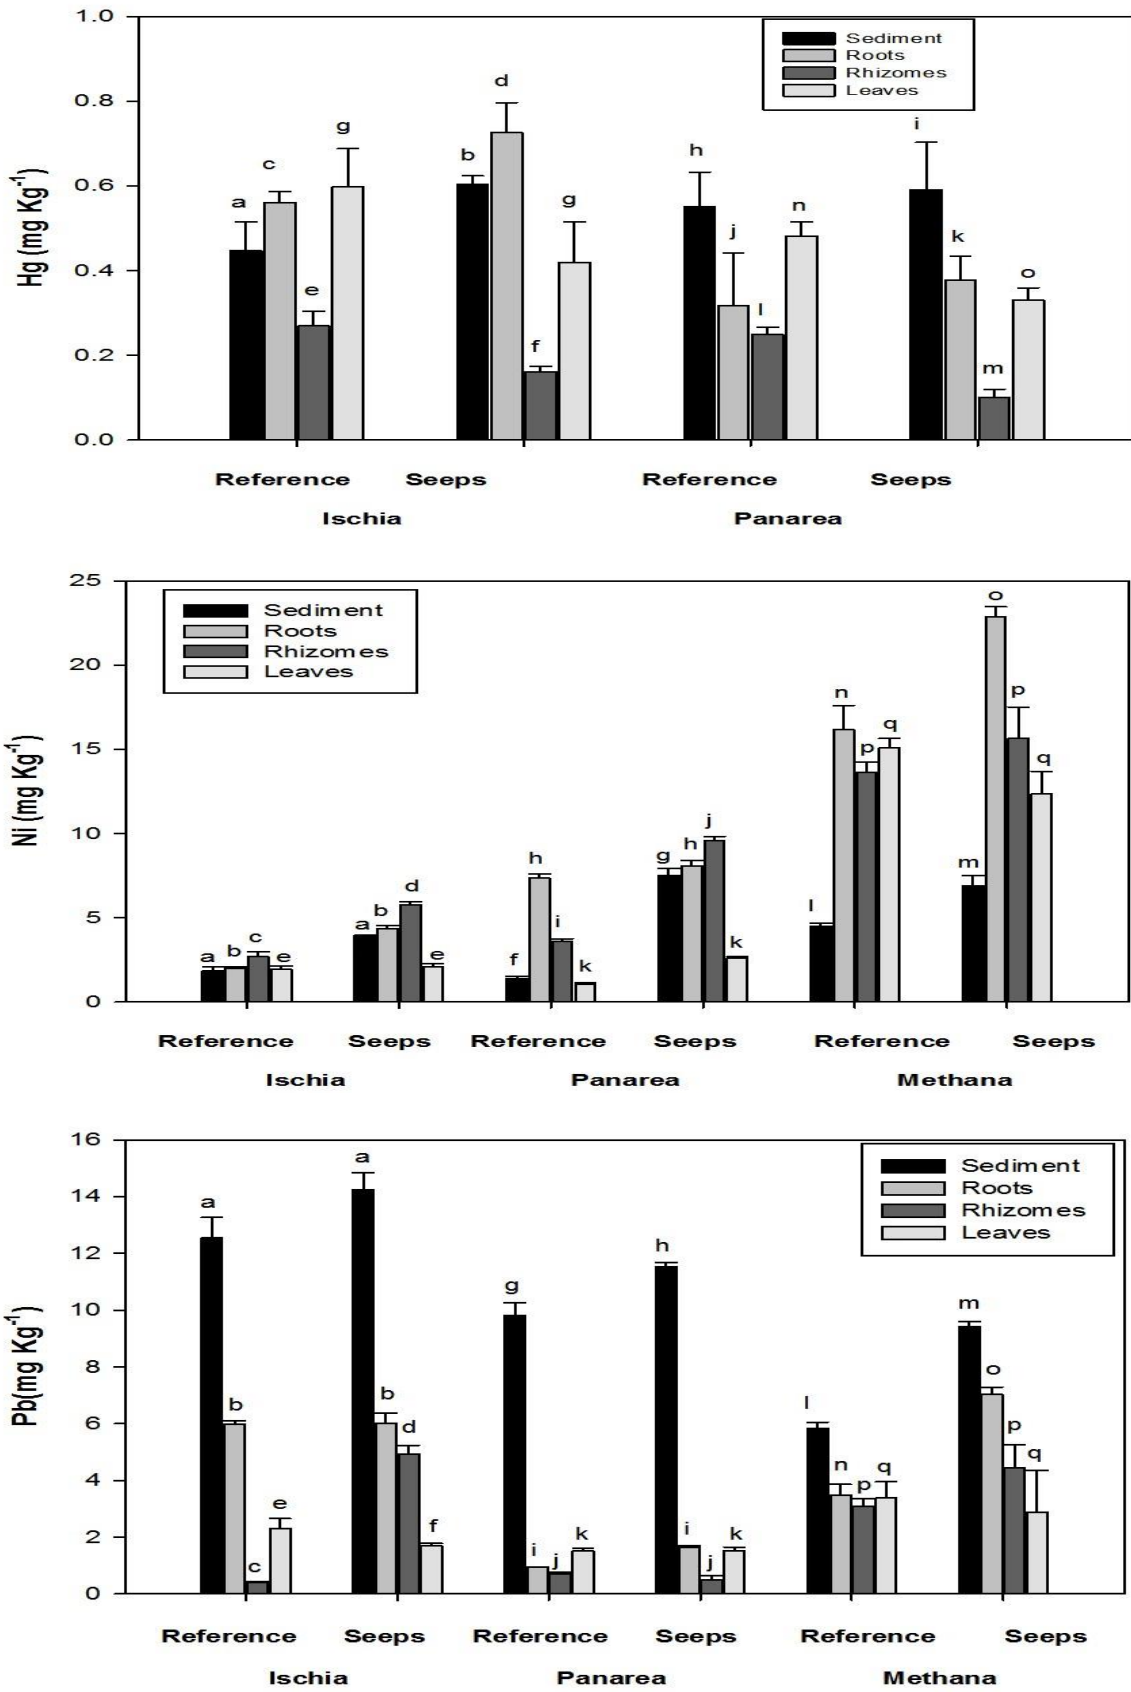 1.0
Sediment
Roots
Rhizomes
Leaves
0.8
0.6
0.4
0.2
0.0
Hg (mg Kg-1)
a c e g b d f g h j l n i k m o
Reference Seeps Reference Seeps
Ischia Panarea
25
Sediment
Roots
Rhizomes
Leaves
20
15
10
5
0
Ni (mg Kg-1)
a b c e a b d e f h i k g h j k l n p q m o p q
Reference Seeps Reference Seeps Reference Seeps
Ischia Panarea Methana
16
Sediment
Roots
Rhizomes
Leaves
14
12
10
8
6
4
2
0
Pb(mg Kg-1)
a b c e a b d f g i j k h i j k l n p q m o p q
Reference Seeps Reference Seeps Reference Seeps
Ischia Panarea Methana